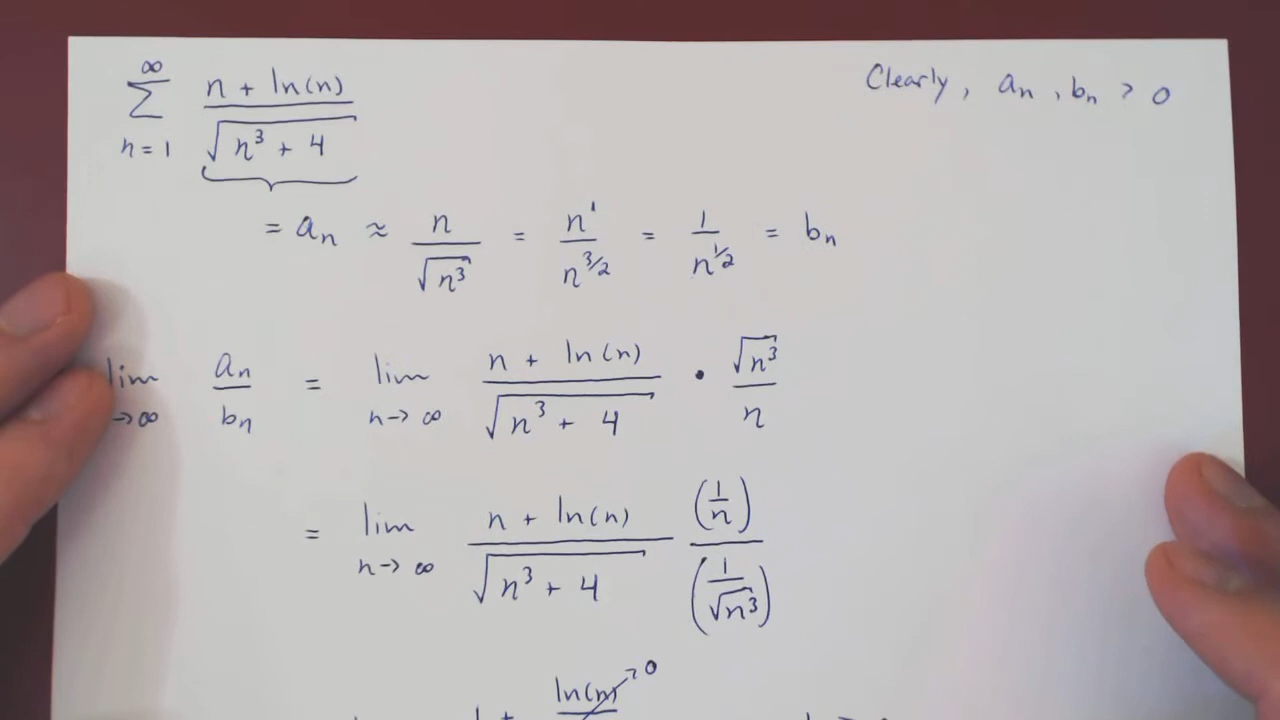 ∞
Σ n + ln(n) / √(n³ + 4) Clearly, aₙ, bₙ > 0
n = 1
= aₙ ≈ n / √n³ = n¹ / n^(3/2) = 1 / n^(1/2) = bₙ
lim aₙ / bₙ = lim n + ln(n) / √(n³ + 4) • √n³ / n
→ ∞ n → ∞
= lim n + ln(n) / √(n³ + 4) (1/n) / (1/√n³)
n → ∞
ln(n) → 0